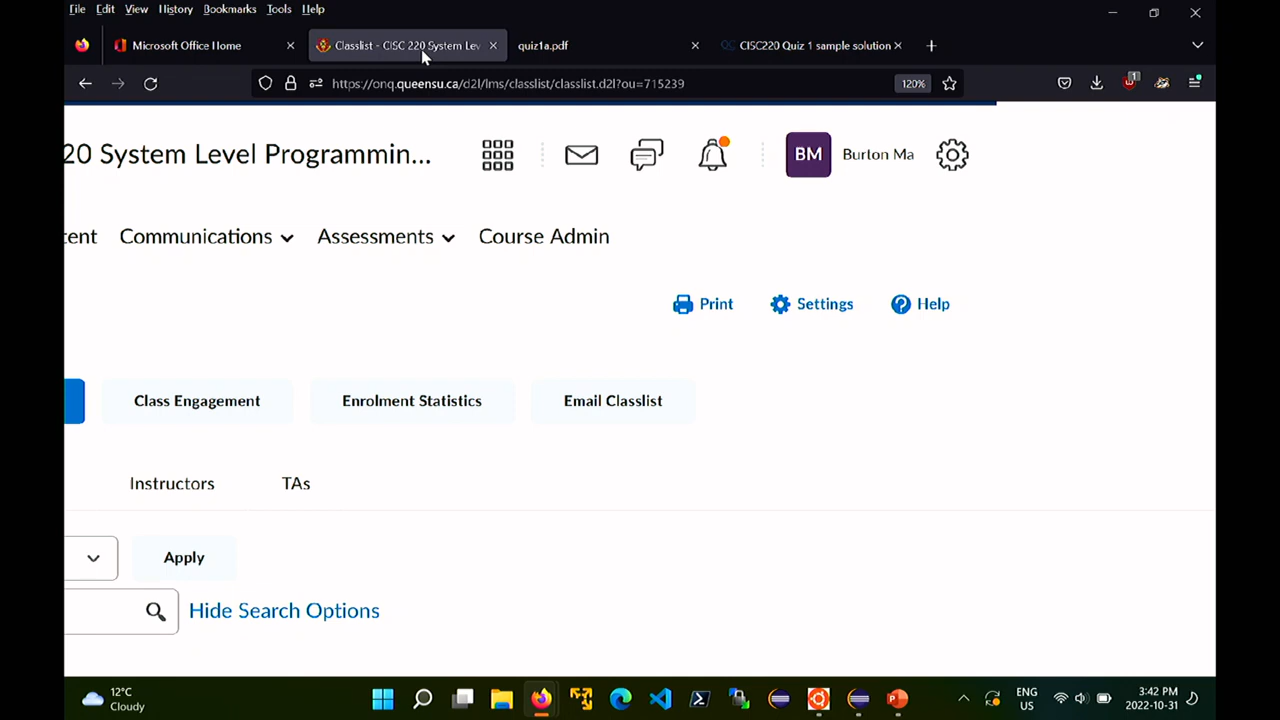 File Edit View History Bookmarks Tools Help
Microsoft Office Home
Classlist - CISC 220 System Lev
quiz1a.pdf
CISC220 Quiz 1 sample solution
https://onq.queensu.ca/d2l/lms/classlist/classlist.d2l?ou=715239
120%
1
20 System Level Programmin...
BM
Burton Ma
tent
Communications
Assessments
Course Admin
Print
Settings
Help
Class Engagement
Enrolment Statistics
Email Classlist
Instructors
TAs
Apply
Hide Search Options
12°C
Cloudy
ENG
US
3:42 PM
2022-10-31